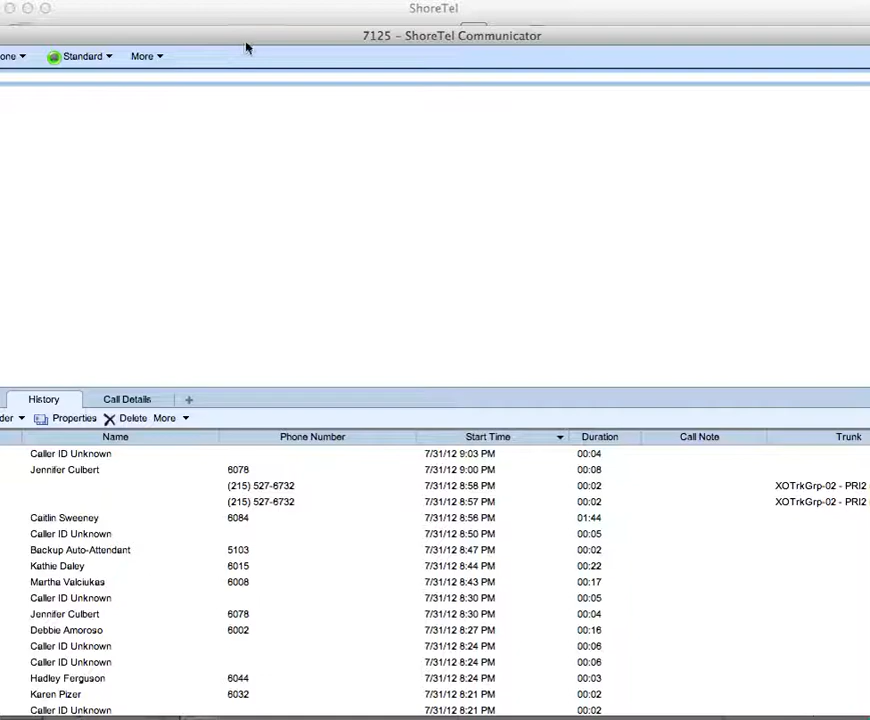 ShoreTel
7125 – ShoreTel Communicator
one Standard More
History Call Details +
der Properties Delete More
Name Phone Number Start Time Duration Call Note Trunk
Caller ID Unknown 7/31/12 9:03 PM 00:04
Jennifer Culbert 6078 7/31/12 9:00 PM 00:08
(215) 527-6732 7/31/12 8:58 PM 00:02 XOTrkGrp-02 - PRI2
(215) 527-6732 7/31/12 8:57 PM 00:02 XOTrkGrp-02 - PRI2
Caitlin Sweeney 6084 7/31/12 8:56 PM 01:44
Caller ID Unknown 7/31/12 8:50 PM 00:05
Backup Auto-Attendant 5103 7/31/12 8:47 PM 00:02
Kathie Daley 6015 7/31/12 8:44 PM 00:22
Martha Valciukas 6008 7/31/12 8:43 PM 00:17
Caller ID Unknown 7/31/12 8:30 PM 00:05
Jennifer Culbert 6078 7/31/12 8:30 PM 00:04
Debbie Amoroso 6002 7/31/12 8:27 PM 00:16
Caller ID Unknown 7/31/12 8:24 PM 00:06
Caller ID Unknown 7/31/12 8:24 PM 00:06
Hadley Ferguson 6044 7/31/12 8:24 PM 00:03
Karen Pizer 6032 7/31/12 8:21 PM 00:02
Caller ID Unknown 7/31/12 8:21 PM 00:02